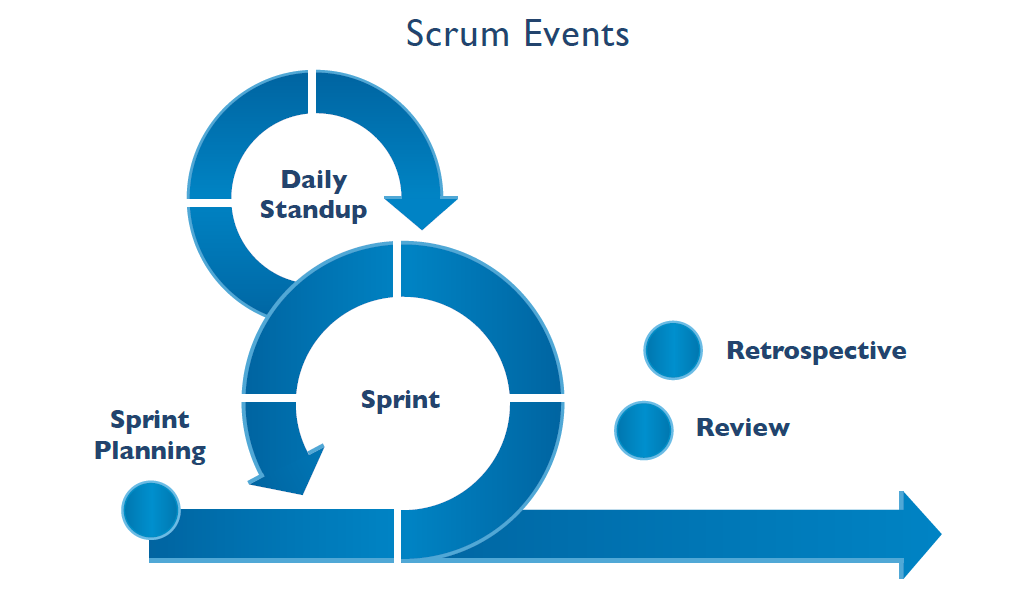 Scrum Events
Daily
Standup
Sprint
Retrospective
Review
Sprint
Planning